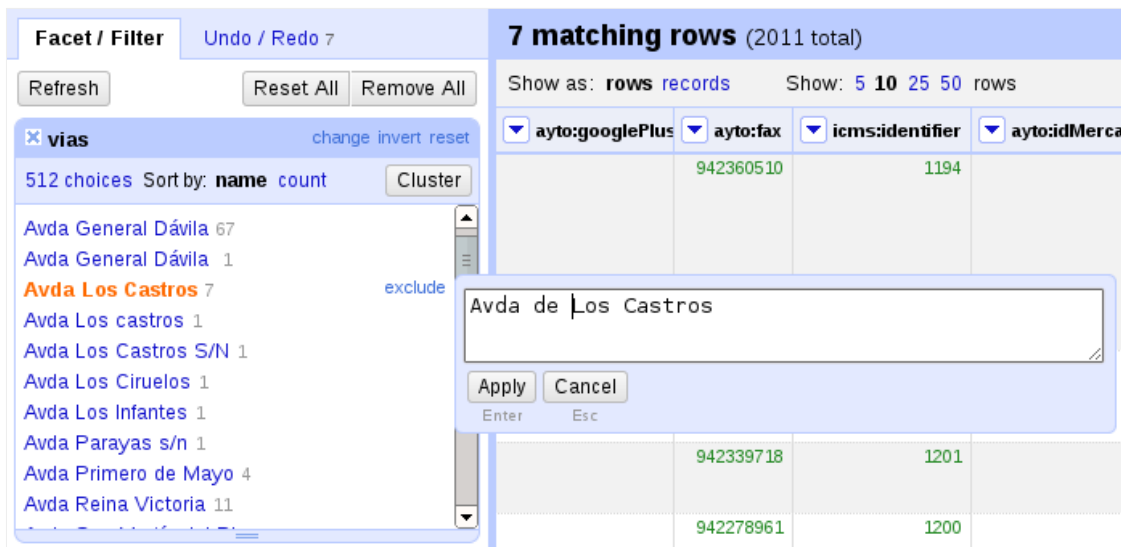 Facet / Filter
Undo / Redo 7
Refresh
Reset All
Remove All
vias
change invert reset
512 choices Sort by: name count
Cluster
Avda General Dávila 67
Avda General Dávila 1
Avda Los Castros 7
exclude
Avda Los castros 1
Avda Los Castros S/N 1
Avda Los Ciruelos 1
Avda Los Infantes 1
Avda Parayas s/n 1
Avda Primero de Mayo 4
Avda Reina Victoria 11
7 matching rows (2011 total)
Show as: rows records
Show: 5 10 25 50 rows
ayto:googlePlus
ayto:fax
icms:identifier
ayto:idMerca
942360510
1194
Avda de Los Castros
Apply
Cancel
Enter
Esc
942339718
1201
942278961
1200